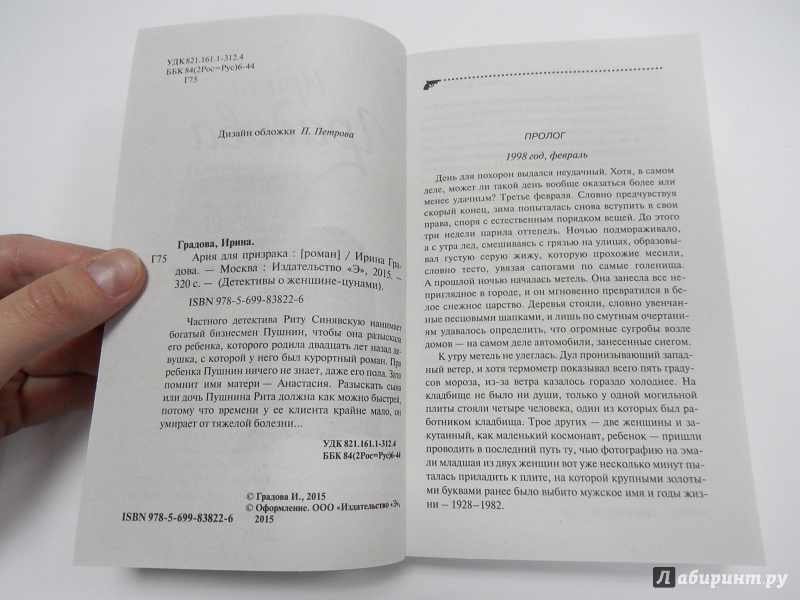 УДК 821.161.1-312.4
ББК 84(2Рос=Рус)6-44
Г75
Дизайн обложки П. Петрова
Градова, Ирина.
Г75 Ария для призрака : [роман] / Ирина Гра-
дова. — Москва : Издательство «Э», 2015. —
320 с. — (Детективы о женщине-цунами).
ISBN 978-5-699-83822-6
Частного детектива Риту Синявскую нанимает
богатый бизнесмен Пушнин, чтобы она разыскала
его ребенка, которого родила двадцать лет назад де-
вушка, с которой у него был курортный роман. Про
ребенка Пушнин ничего не знает, даже его пола. Зато
помнит имя матери — Анастасия. Разыскать сына
или дочь Пушнина Рита должна как можно быстрей,
потому что времени у ее клиента крайне мало, он
умирает от тяжелой болезни...
УДК 821.161.1-312.4
ББК 84(2Рос=Рус)6-44
© Градова И., 2015
© Оформление. ООО «Издательство «Э»,
ISBN 978-5-699-83822-6 2015
ПРОЛОГ
1998 год, февраль
День для похорон выдался неудачный. Хотя, в самом
деле, может ли такой день вообще оказаться более или
менее удачным? Третье февраля. Словно предчувствуя
скорый конец, зима попыталась снова вступить в свои
права, споря с естественным порядком вещей. До этого
три недели царила оттепель. Ночью подмораживало,
а с утра лед, смешиваясь с грязью на улицах, образовы-
вал густую серую жижу, которую прохожие месили,
словно тесто, увязая сапогами по самые голенища.
А прошлой ночью началась метель. Она занесла все не-
приглядное в городе, и он мгновенно превратился в бе-
лое снежное царство. Деревья стояли, словно увенчан-
ные песцовыми шапками, и лишь по смутным очертани-
ям удавалось определить, что огромные сугробы возле
домов — на самом деле автомобили, занесенные снегом.
К утру метель не улеглась. Дул пронизывающий запад-
ный ветер, и хотя термометр показывал всего пять граду-
сов мороза, из-за ветра казалось гораздо холоднее. На
кладбище не было ни души, только у одной могильной
плиты стояли четыре человека, один из которых был ра-
ботником кладбища. Трое других — две женщины и за-
кутанный, как маленький космонавт, ребенок — пришли
проводить в последний путь ту, чью фотографию на эма-
ли младшая из двух женщин вот уже несколько минут пы-
талась приладить к плите, на которой крупными золоты-
ми буквами ранее было выбито мужское имя и годы жиз-
ни — 1928–1982.
Лабиринт.ру